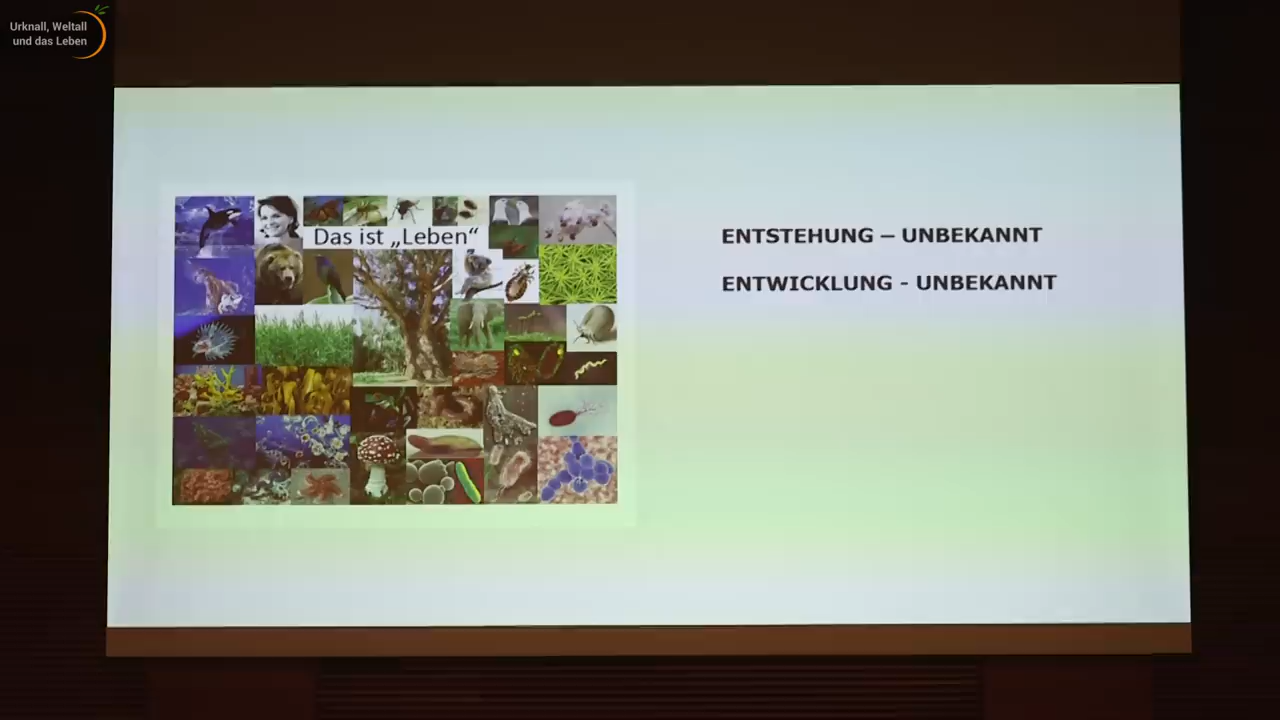 Urknall, Weltall
und das Leben
Das ist „Leben“
ENTSTEHUNG – UNBEKANNT
ENTWICKLUNG - UNBEKANNT